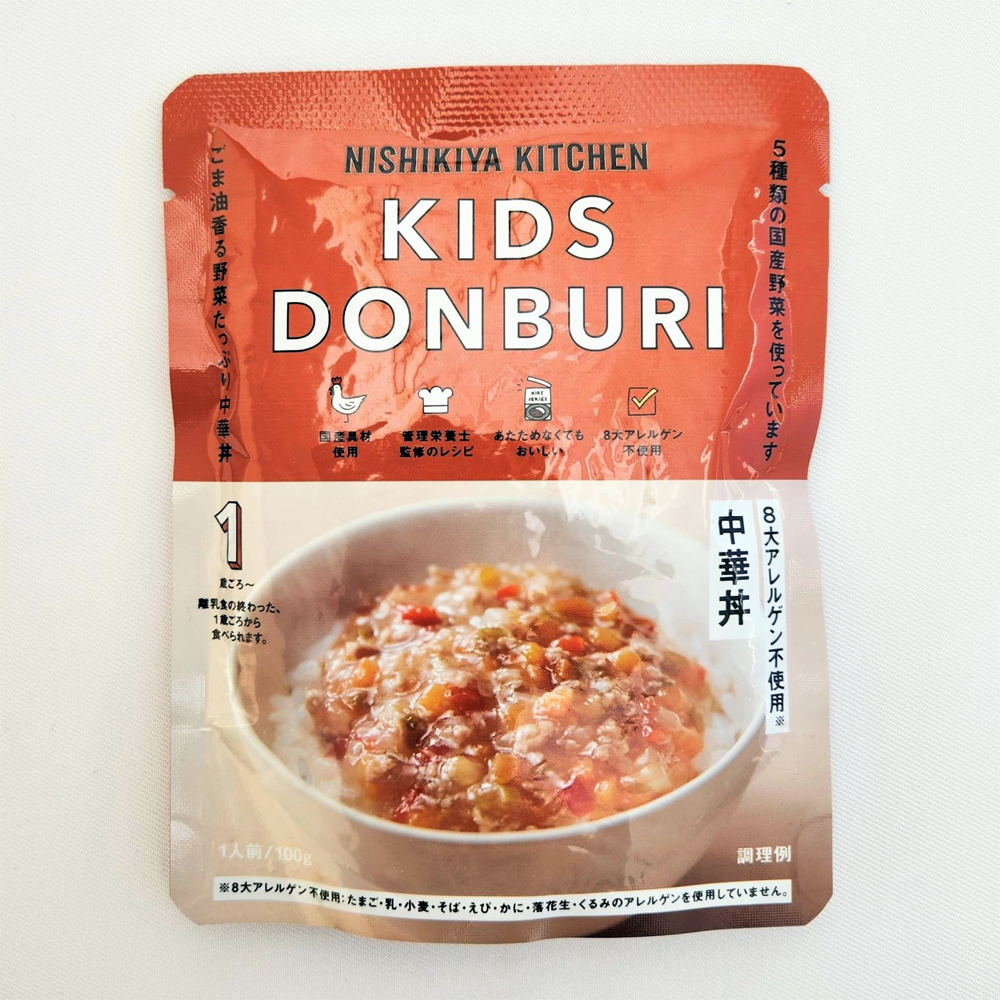 NISHIKIYA KITCHEN
KIDS
DONBURI
5種類の国産野菜を使っています
ごま油香る野菜たっぷり中華丼
KIDS
SERIES
国産具材
使用
管理栄養士
監修のレシピ
あたためなくても
おいしい
8大アレルゲン
不使用
8大アレルゲン不使用※
中華丼
1
歳ごろ〜
離乳食の終わった、
1歳ごろから
食べられます。
1人前/100g
調理例
※8大アレルゲン不使用:たまご・乳・小麦・そば・えび・かに・落花生・くるみのアレルゲンを使用していません。